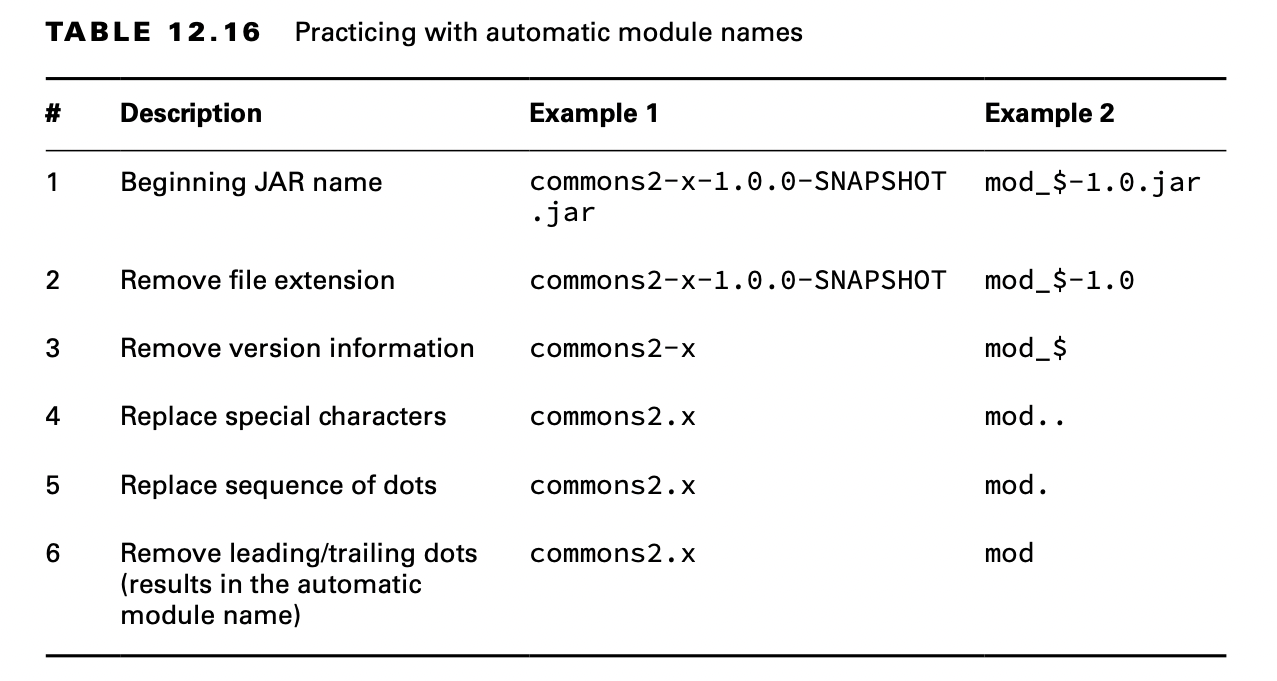 TABLE 12.16 Practicing with automatic module names
# Description Example 1 Example 2
1 Beginning JAR name commons2-x-1.0.0-SNAPSHOT mod_$-1.0.jar
.jar
2 Remove file extension commons2-x-1.0.0-SNAPSHOT mod_$-1.0
3 Remove version information commons2-x mod_$
4 Replace special characters commons2.x mod..
5 Replace sequence of dots commons2.x mod.
6 Remove leading/trailing dots commons2.x mod
(results in the automatic
module name)